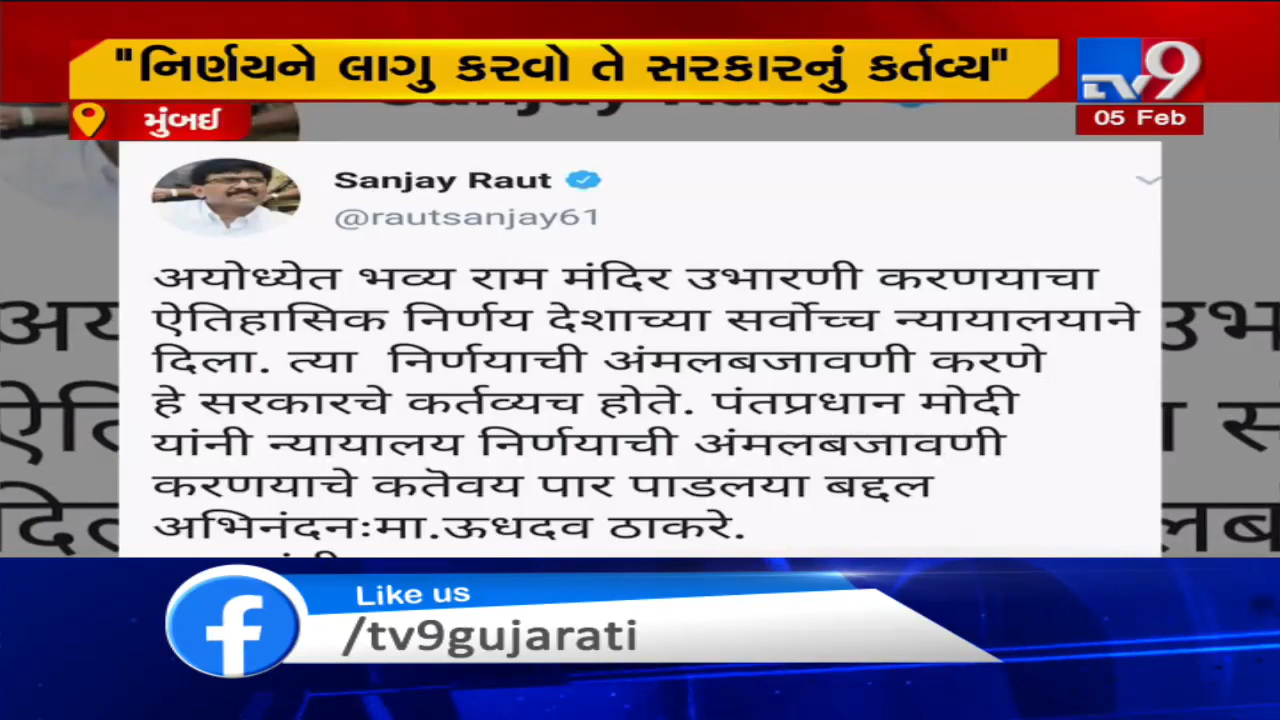 "નિર્ણયને લાગુ કરવો તે સરકારનું કર્તવ્ય"
TV9
મુંબઈ
05 Feb
Sanjay Raut
@rautsanjay61
अयोध्येत भव्य राम मंदिर उभारणी करणयाचा
ऐतिहासिक निर्णय देशाच्या सर्वोच्च न्यायालयाने
दिला. त्या निर्णयाची अंमलबजावणी करणे
हे सरकारचे कर्तव्यच होते. पंतप्रधान मोदी
यांनी न्यायालय निर्णयाची अंमलबजावणी
करणयाचे कतॆवय पार पाडलया बद्दल
अभिनंदनः मा.ऊधदव ठाकरे.
Like us
/tv9gujarati